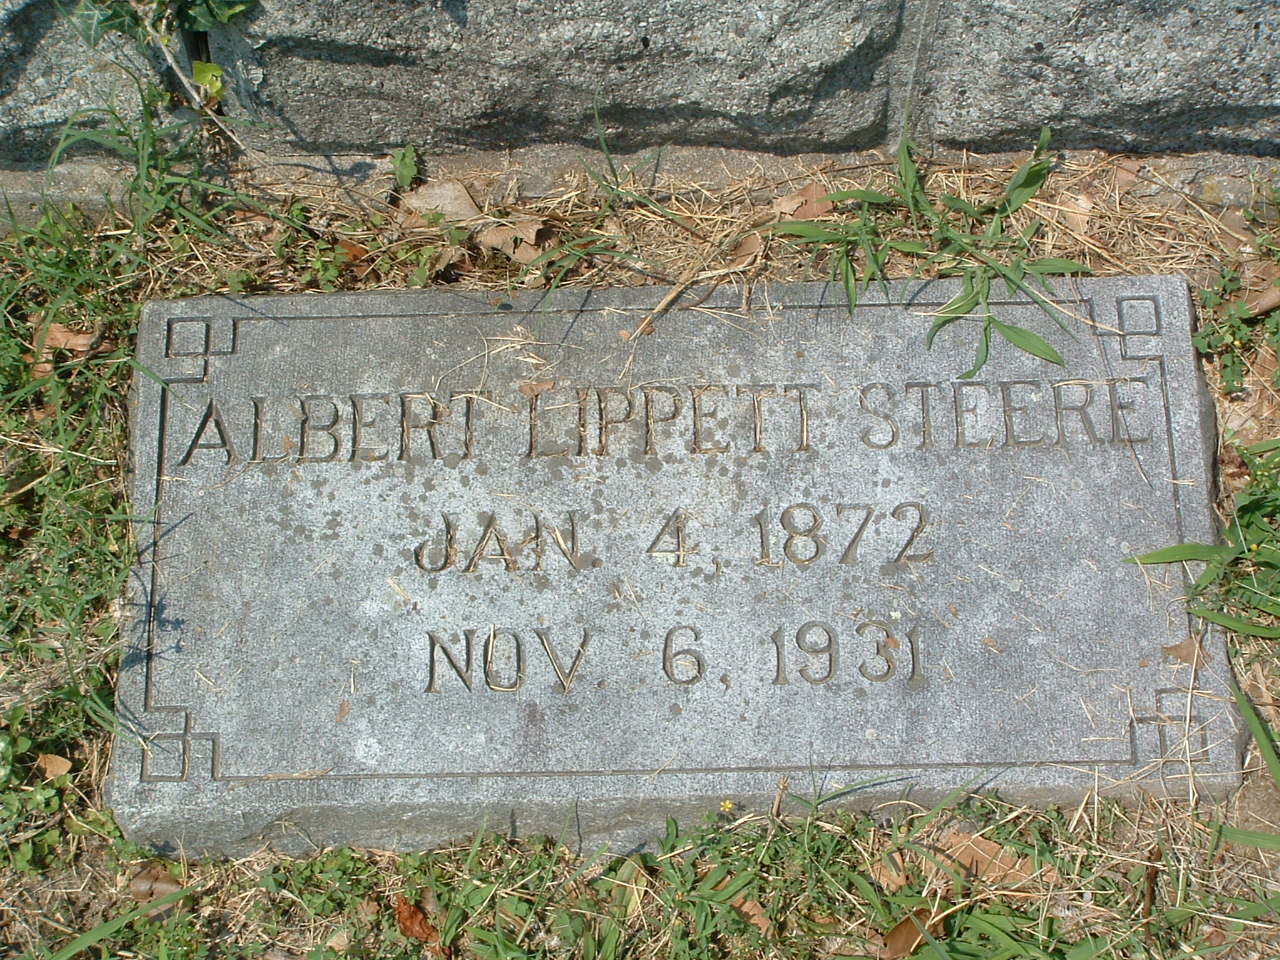 ALBERT LIPPETT STEERE
JAN. 4, 1872
NOV. 6, 1931